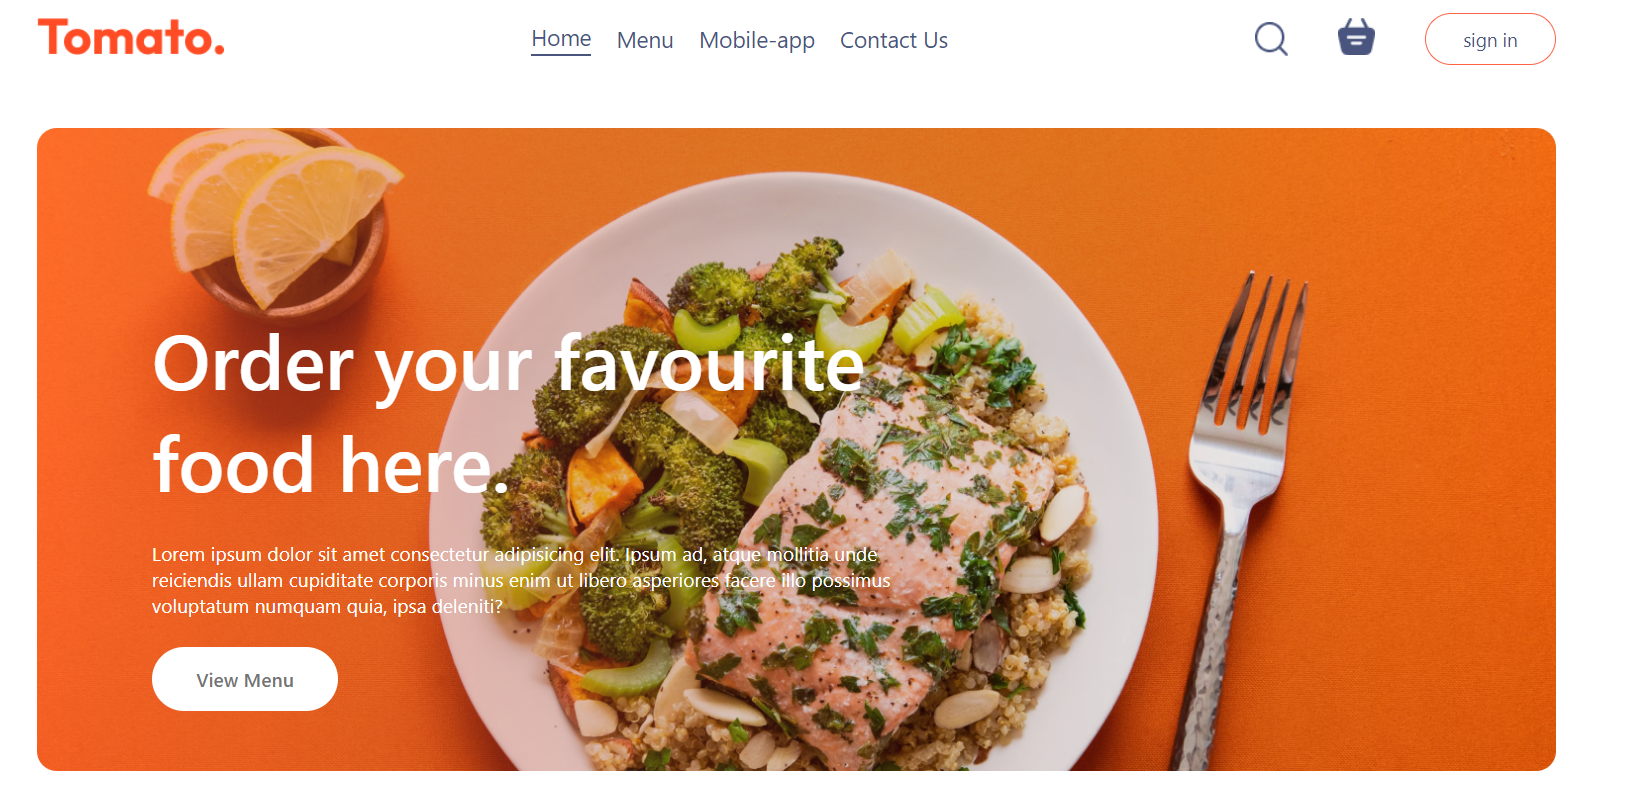 Tomato.
Home Menu Mobile-app Contact Us
sign in
Order your favourite
food here.
Lorem ipsum dolor sit amet consectetur adipisicing elit. Ipsum ad, atque mollitia unde
reiciendis ullam cupiditate corporis minus enim ut libero asperiores facere illo possimus
voluptatum numquam quia, ipsa deleniti?
View Menu